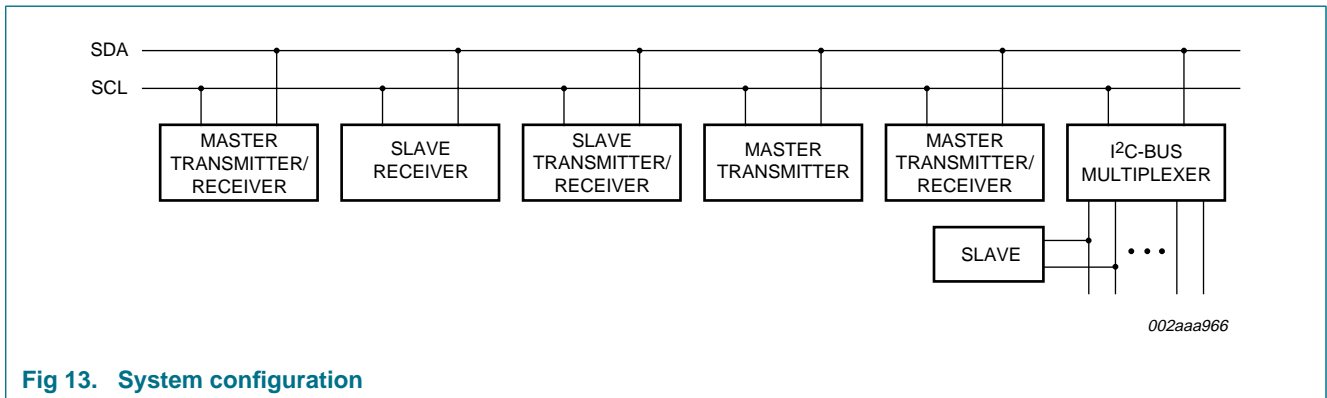 SDA
SCL
MASTER
TRANSMITTER/
RECEIVER
SLAVE
RECEIVER
SLAVE
TRANSMITTER/
RECEIVER
MASTER
TRANSMITTER
MASTER
TRANSMITTER/
RECEIVER
I²C-BUS
MULTIPLEXER
SLAVE
002aaa966
Fig 13. System configuration